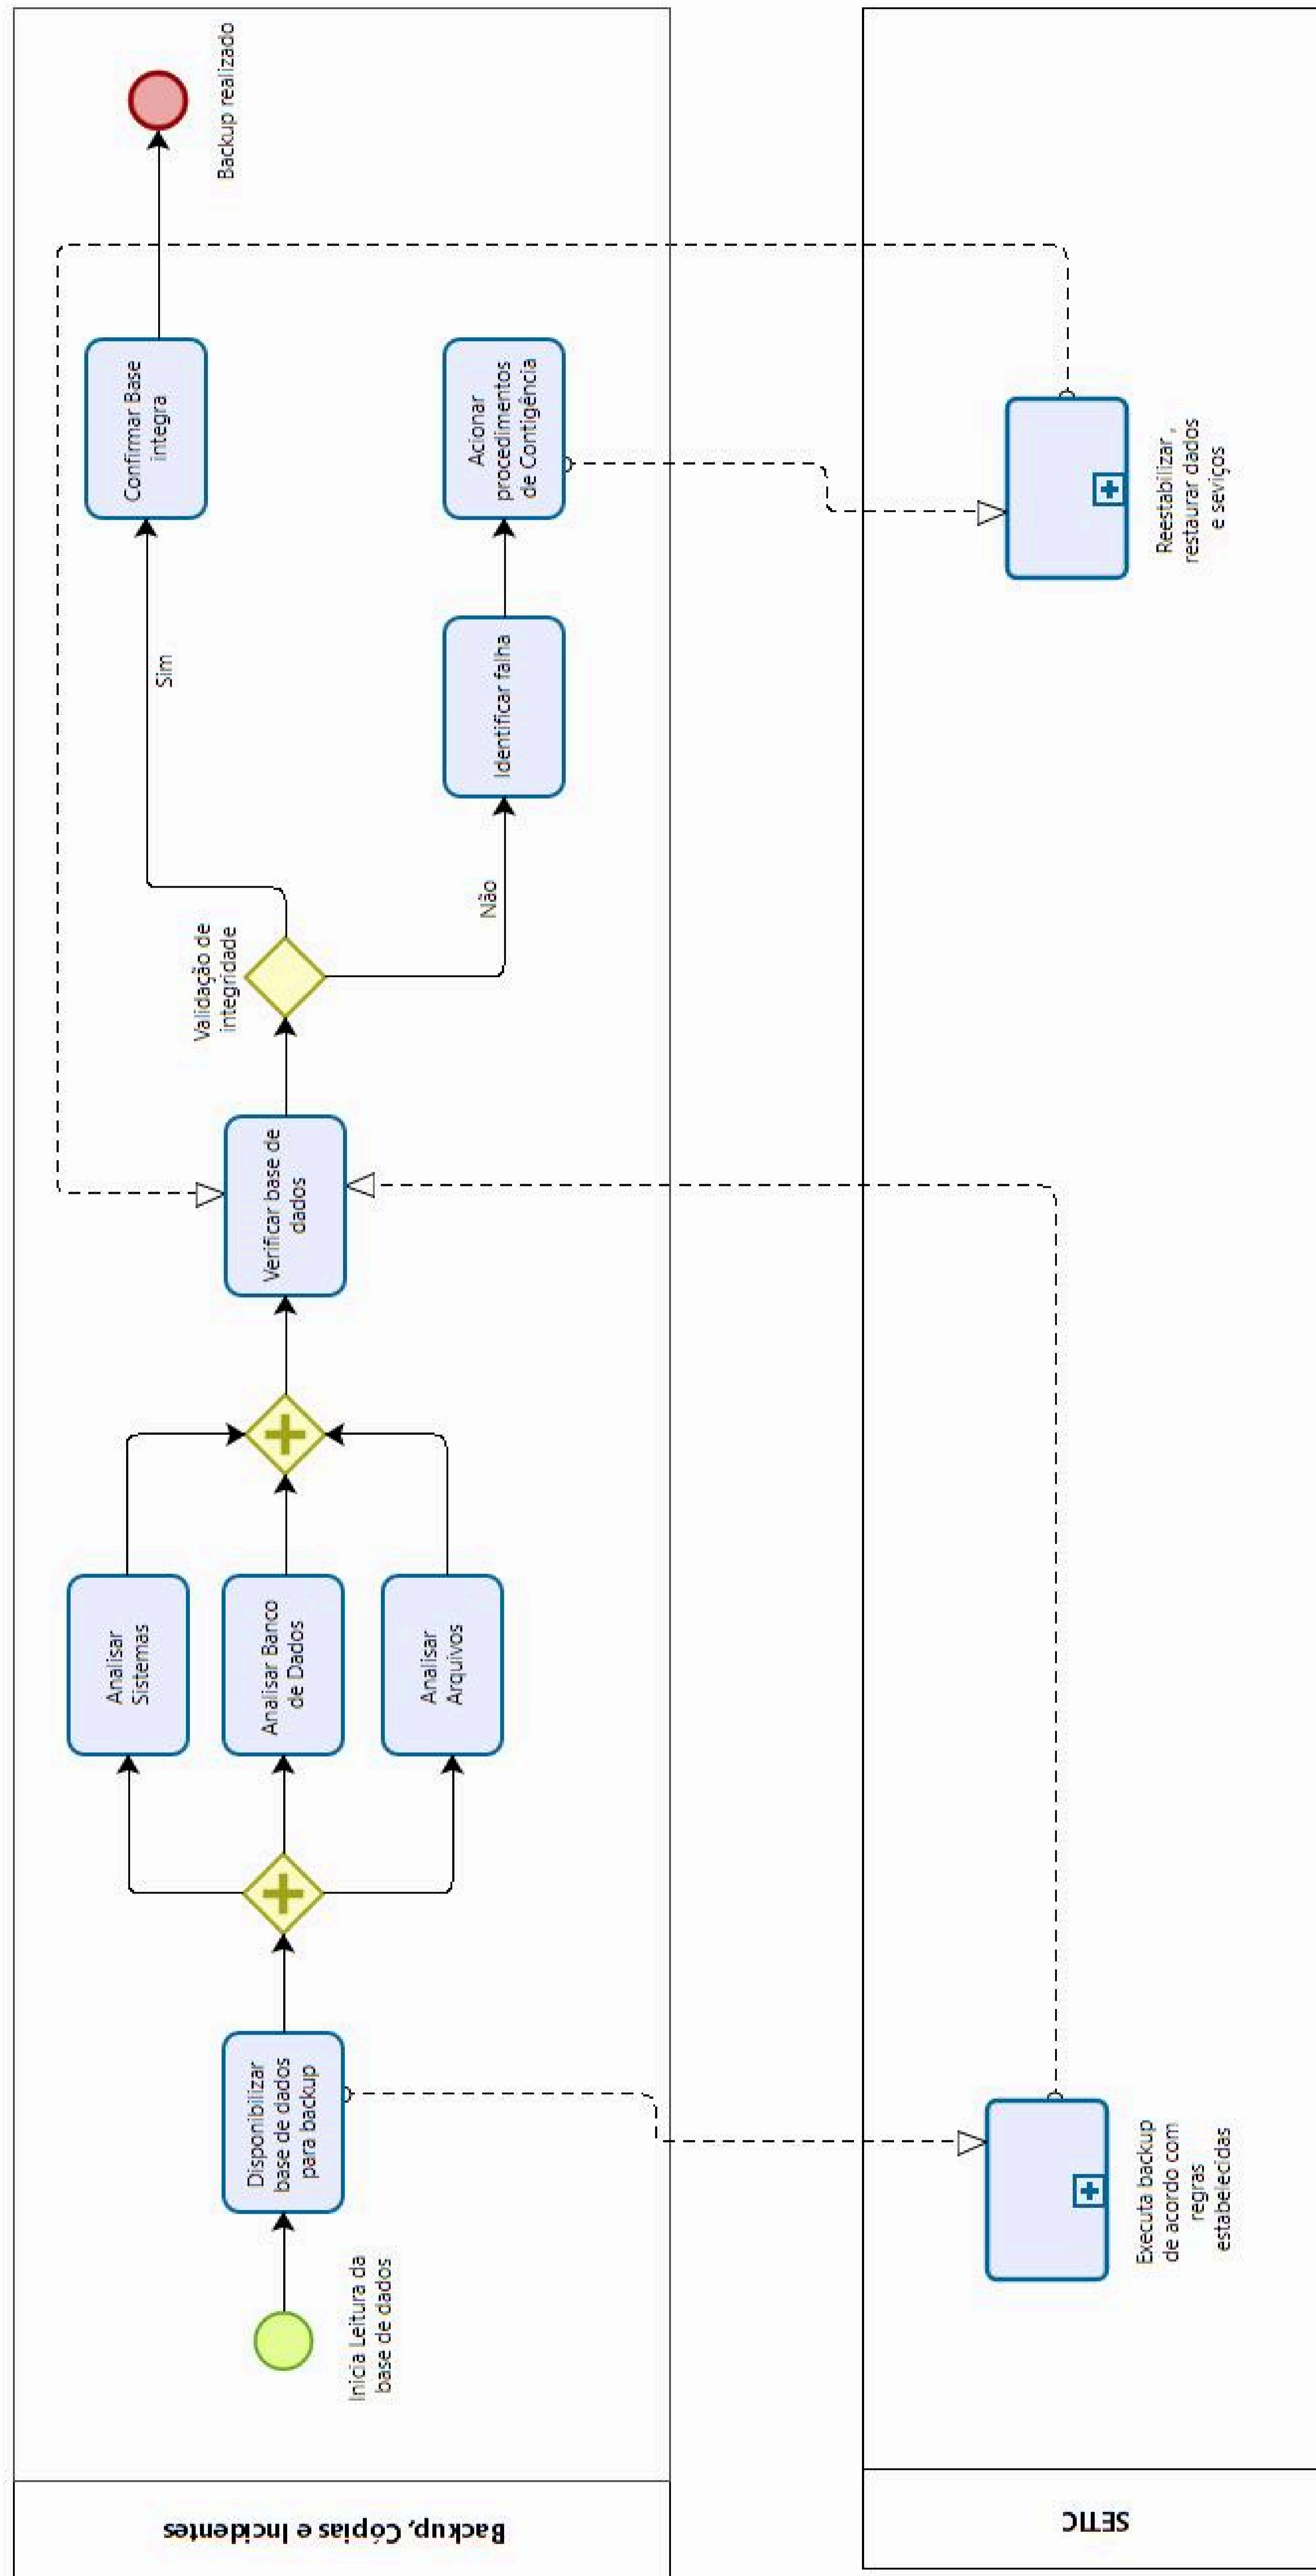 Backup, Cópias e Incidentes
Inicia Leitura da
base de dados
Disponibilizar
base de dados
para backup
Analisar
Sistemas
Analisar Banco
de Dados
Analisar
Arquivos
Verificar base de
dados
Validação de
integridade
Sim
Não
Confirmar Base
integra
Identificar falha
Acionar
procedimentos
de Contigência
Backup realizado
SETIC
Executa backup
de acordo com
regras
estabelecidas
Reestabilizar ,
restaurar dados
e seviços